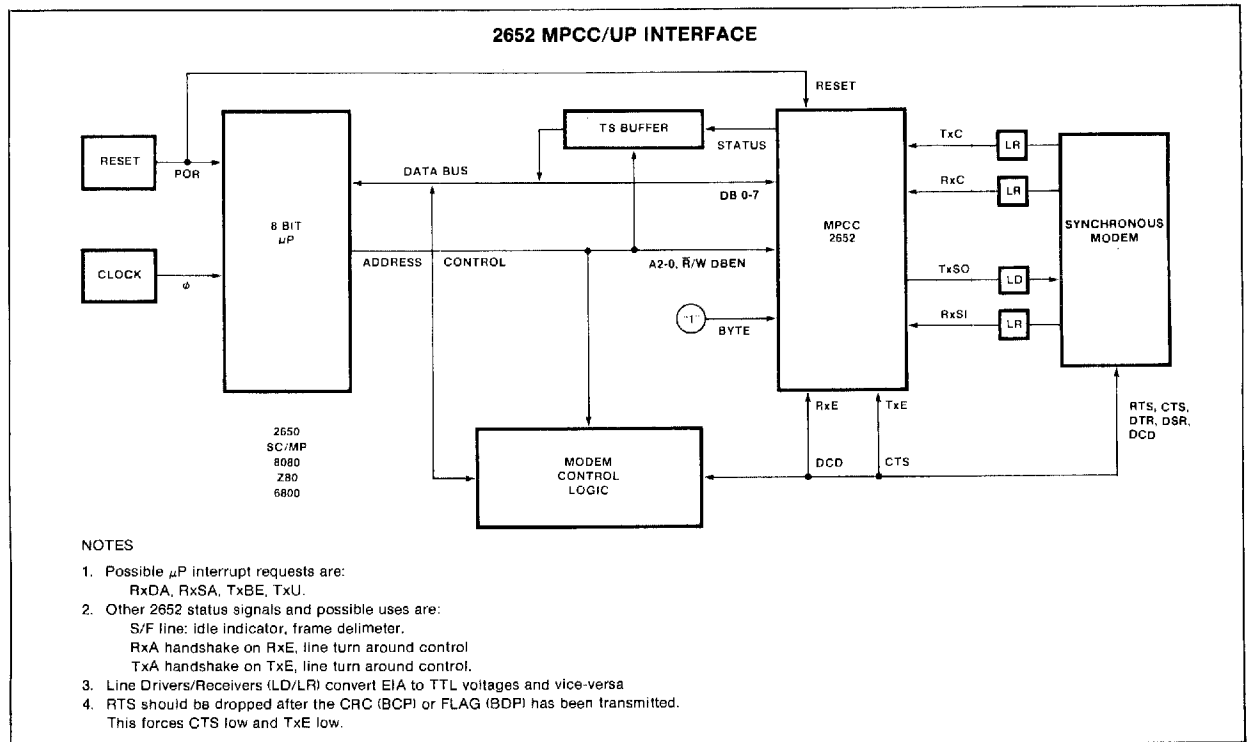 2652 MPCC/UP INTERFACE
RESET
TS BUFFER
STATUS
RESET
POR
DATA BUS
DB 0-7
8 BIT
μP
CLOCK
ø
ADDRESS
CONTROL
A2-0, R̅/W DBEN
"1"
BYTE
MPCC
2652
TxC
LR
RxC
LR
TxSO
LD
RxSI
LR
SYNCHRONOUS
MODEM
RxE
TxE
DCD
CTS
RTS, CTS,
DTR, DSR,
DCD
MODEM
CONTROL
LOGIC
2650
SC/MP
8080
Z80
6800
NOTES
1. Possible μP interrupt requests are:
RxDA, RxSA, TxBE, TxU.
2. Other 2652 status signals and possible uses are:
S/F line: idle indicator, frame delimeter.
RxA handshake on RxE, line turn around control
TxA handshake on TxE, line turn around control.
3. Line Drivers/Receivers (LD/LR) convert EIA to TTL voltages and vice-versa
4. RTS should be dropped after the CRC (BCP) or FLAG (BDP) has been transmitted.
This forces CTS low and TxE low.